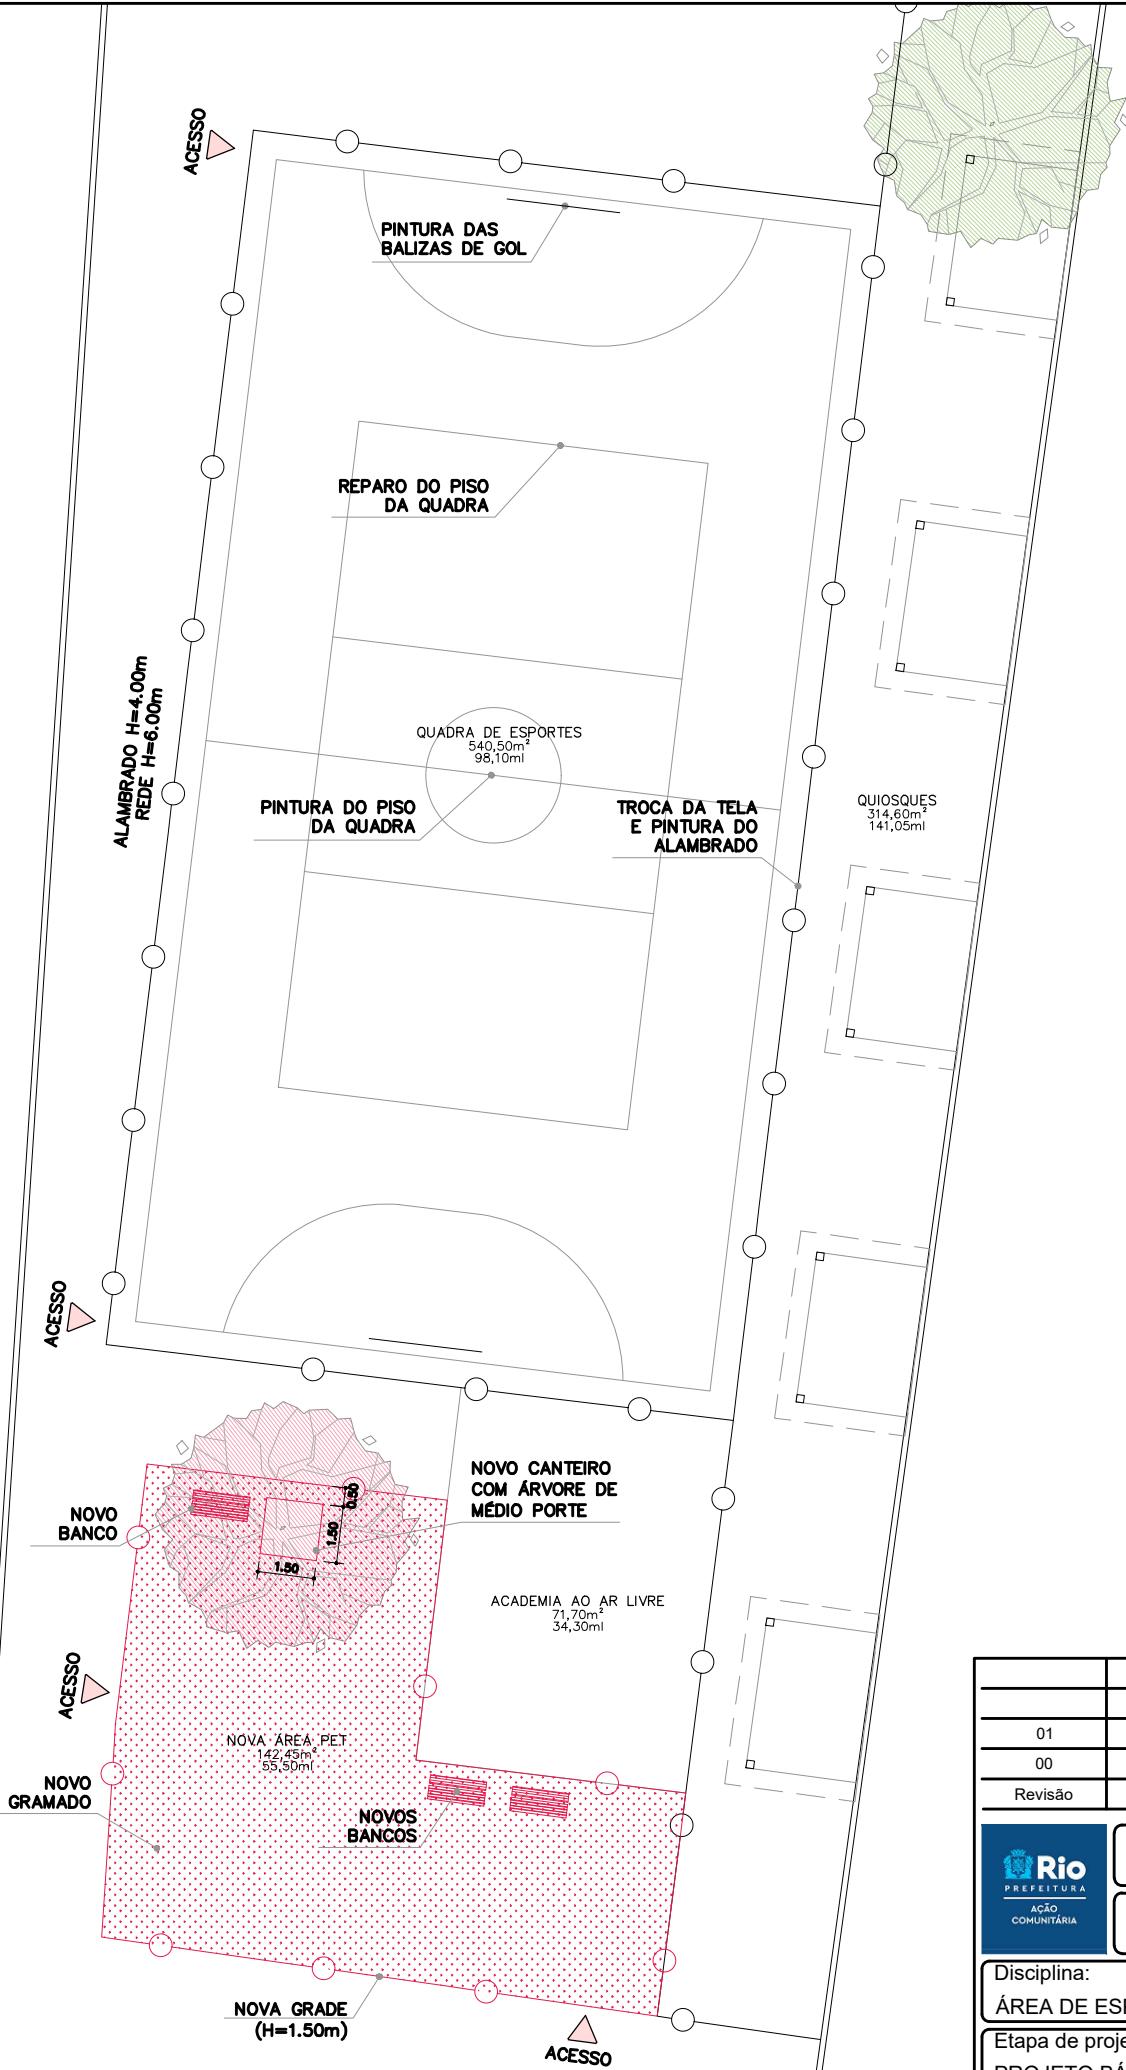 ACESSO
PINTURA DAS
BALIZAS DE GOL
REPARO DO PISO
DA QUADRA
ALAMBRADO H=4.00m
REDE H=6.00m
QUADRA DE ESPORTES
540,50m²
98,10ml
PINTURA DO PISO
DA QUADRA
TROCA DA TELA
E PINTURA DO
ALAMBRADO
QUIOSQUES
314,60m²
141,05ml
ACESSO
NOVO CANTEIRO
COM ÁRVORE DE
MÉDIO PORTE
NOVO
BANCO
0.50
1.50
1.50
ACADEMIA AO AR LIVRE
71,70m²
34,30ml
ACESSO
NOVA ÁREA PET
142,45m²
55,50ml
NOVO
GRAMADO
NOVOS
BANCOS
NOVA GRADE
(H=1.50m)
ACESSO
01
00
Revisão
Rio
PREFEITURA
AÇÃO
COMUNITÁRIA
Disciplina:
ÁREA DE ES
Etapa de proje